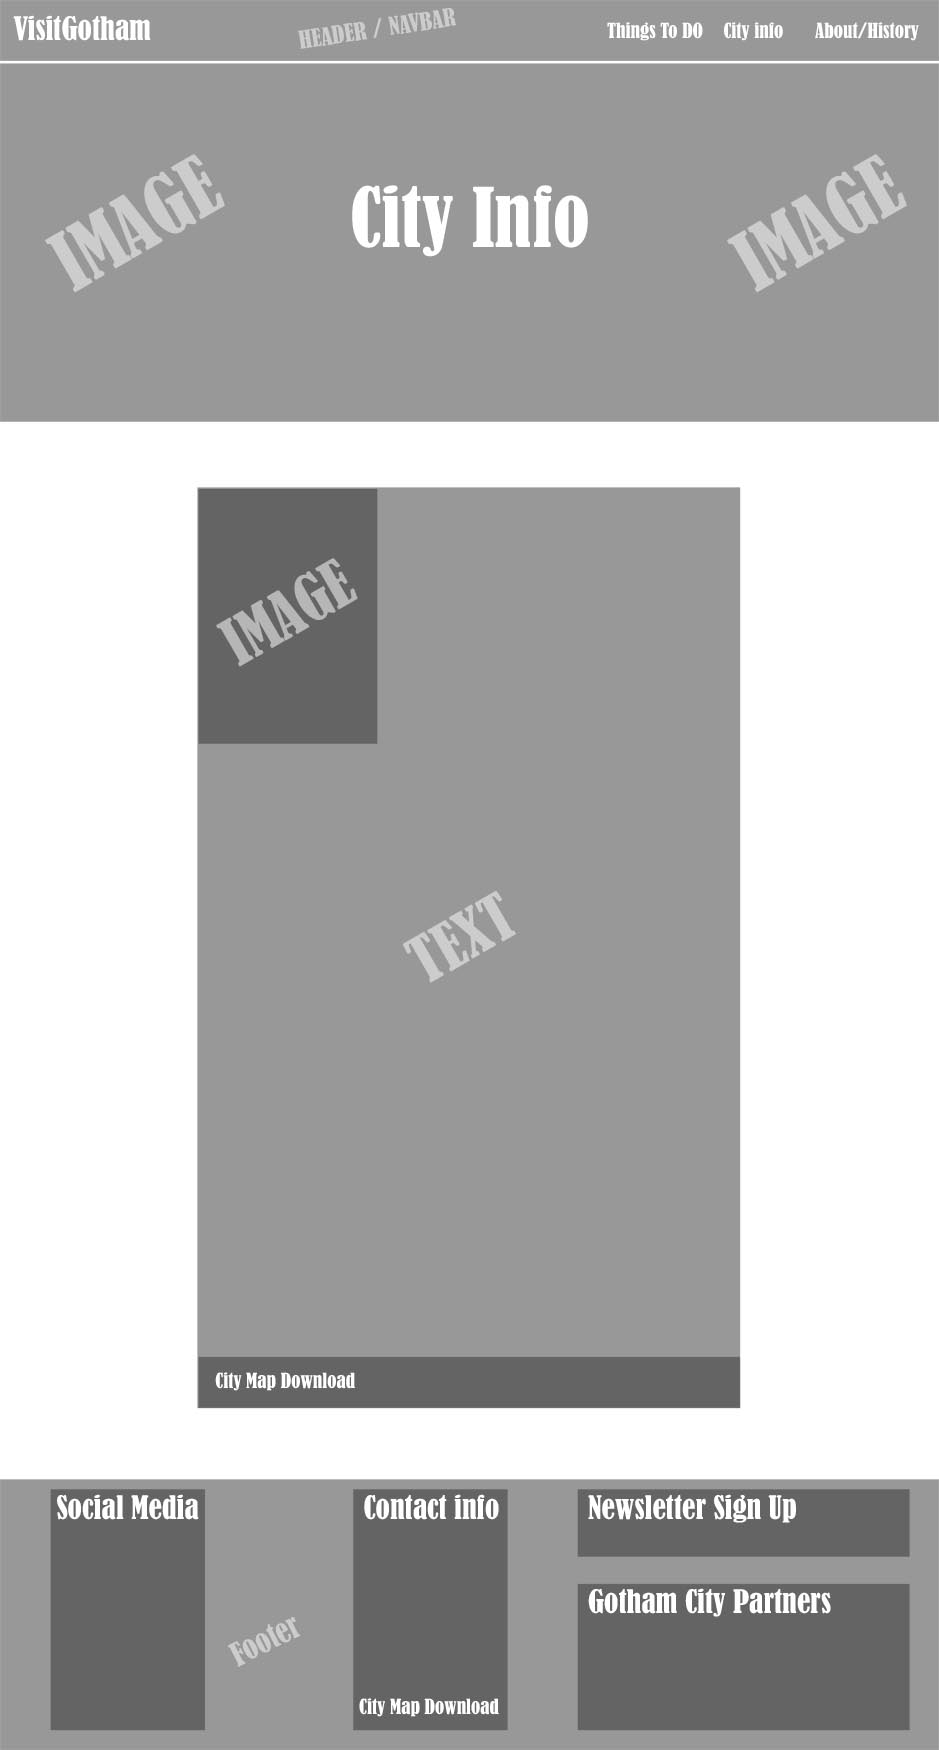 VisitGotham
HEADER / NAVBAR
Things To DO
City info
About/History
IMAGE
City Info
IMAGE
IMAGE
TEXT
City Map Download
Social Media
Footer
Contact info
City Map Download
Newsletter Sign Up
Gotham City Partners